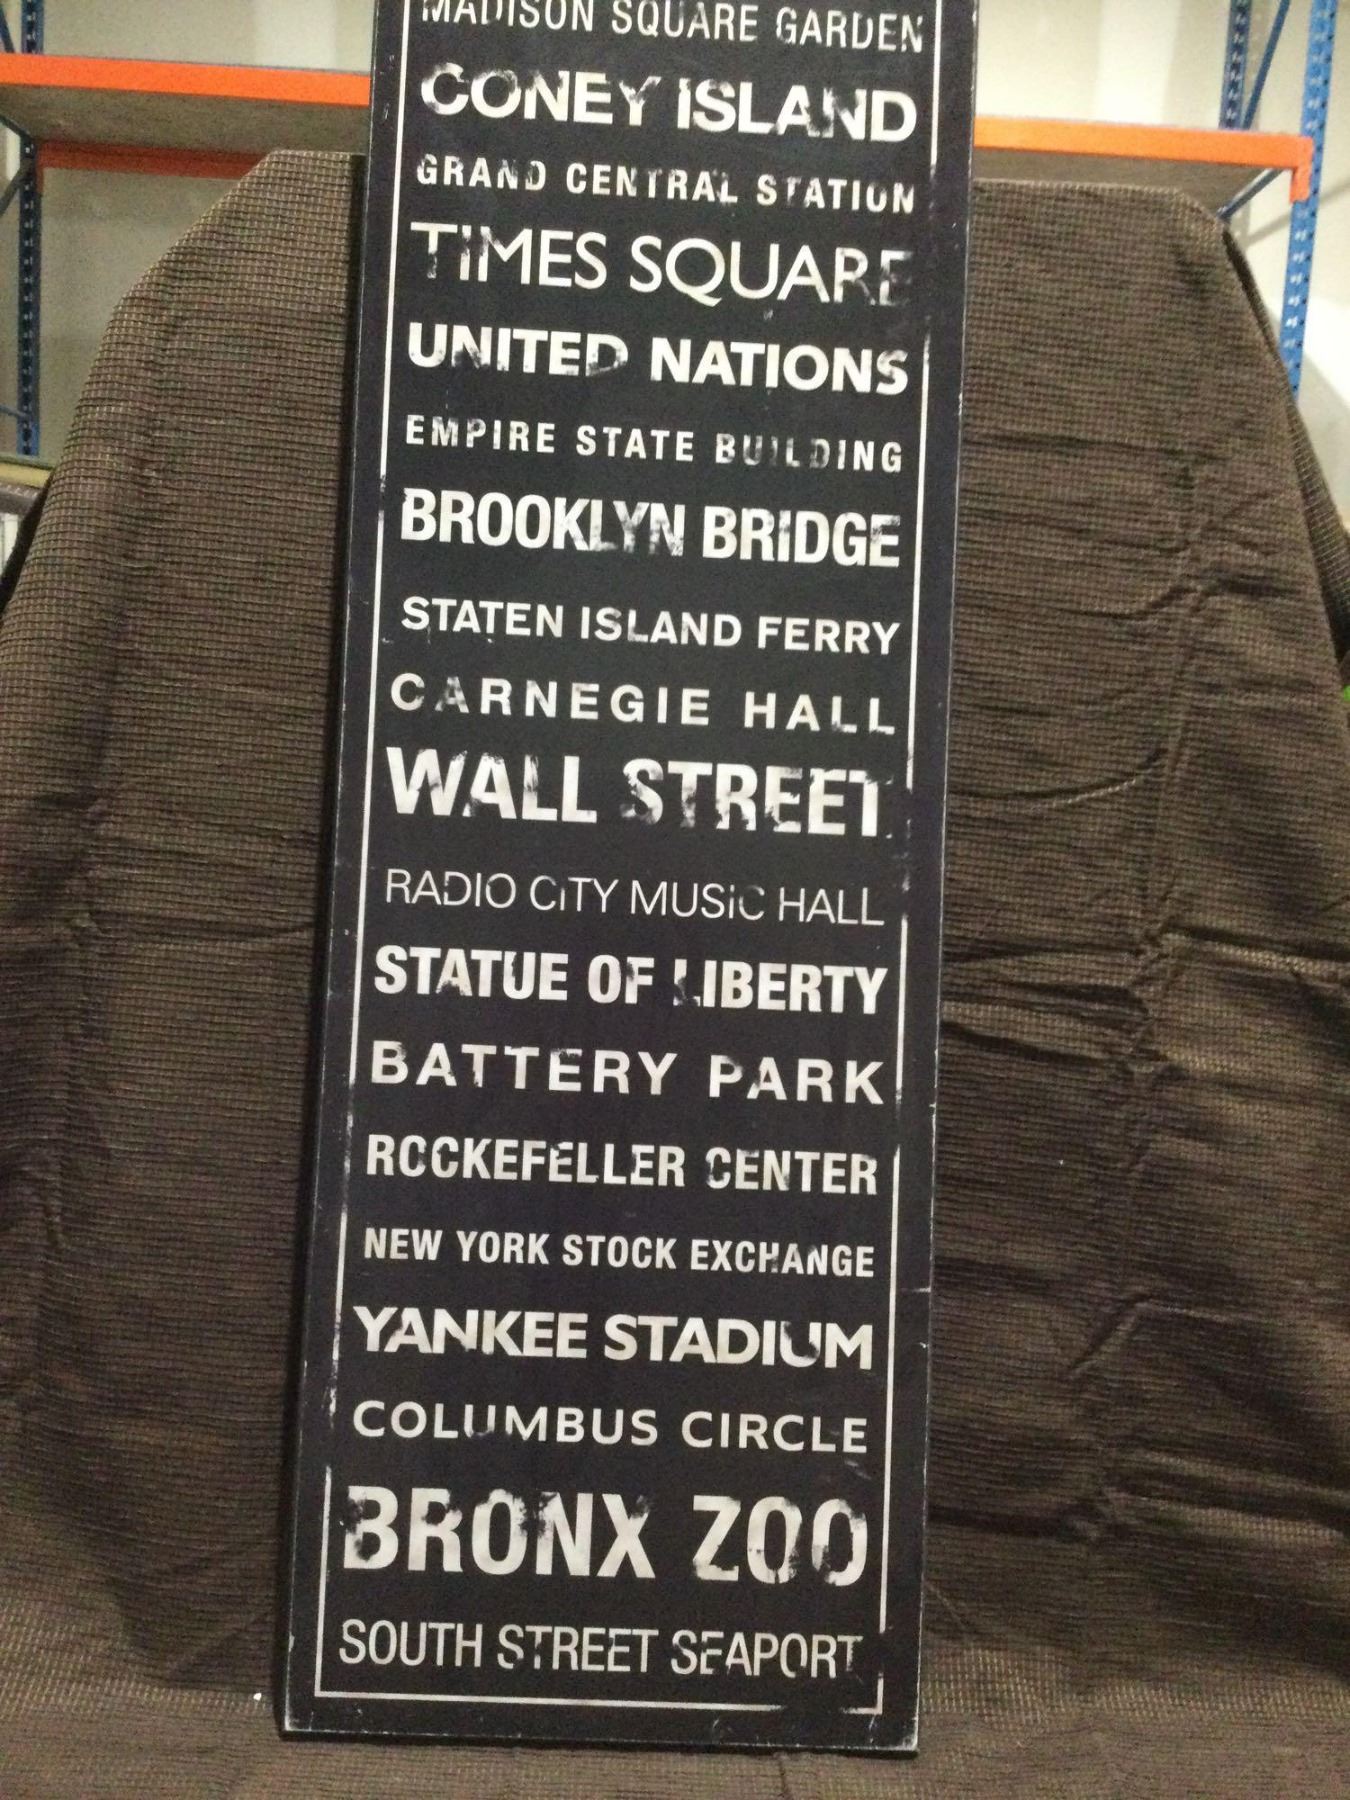 MADISON SQUARE GARDEN
CONEY ISLAND
GRAND CENTRAL STATION
TIMES SQUARE
UNITED NATIONS
EMPIRE STATE BUILDING
BROOKLYN BRIDGE
STATEN ISLAND FERRY
CARNEGIE HALL
WALL STREET
RADIO CITY MUSIC HALL
STATUE OF LIBERTY
BATTERY PARK
ROCKEFELLER CENTER
NEW YORK STOCK EXCHANGE
YANKEE STADIUM
COLUMBUS CIRCLE
BRONX ZOO
SOUTH STREET SEAPORT